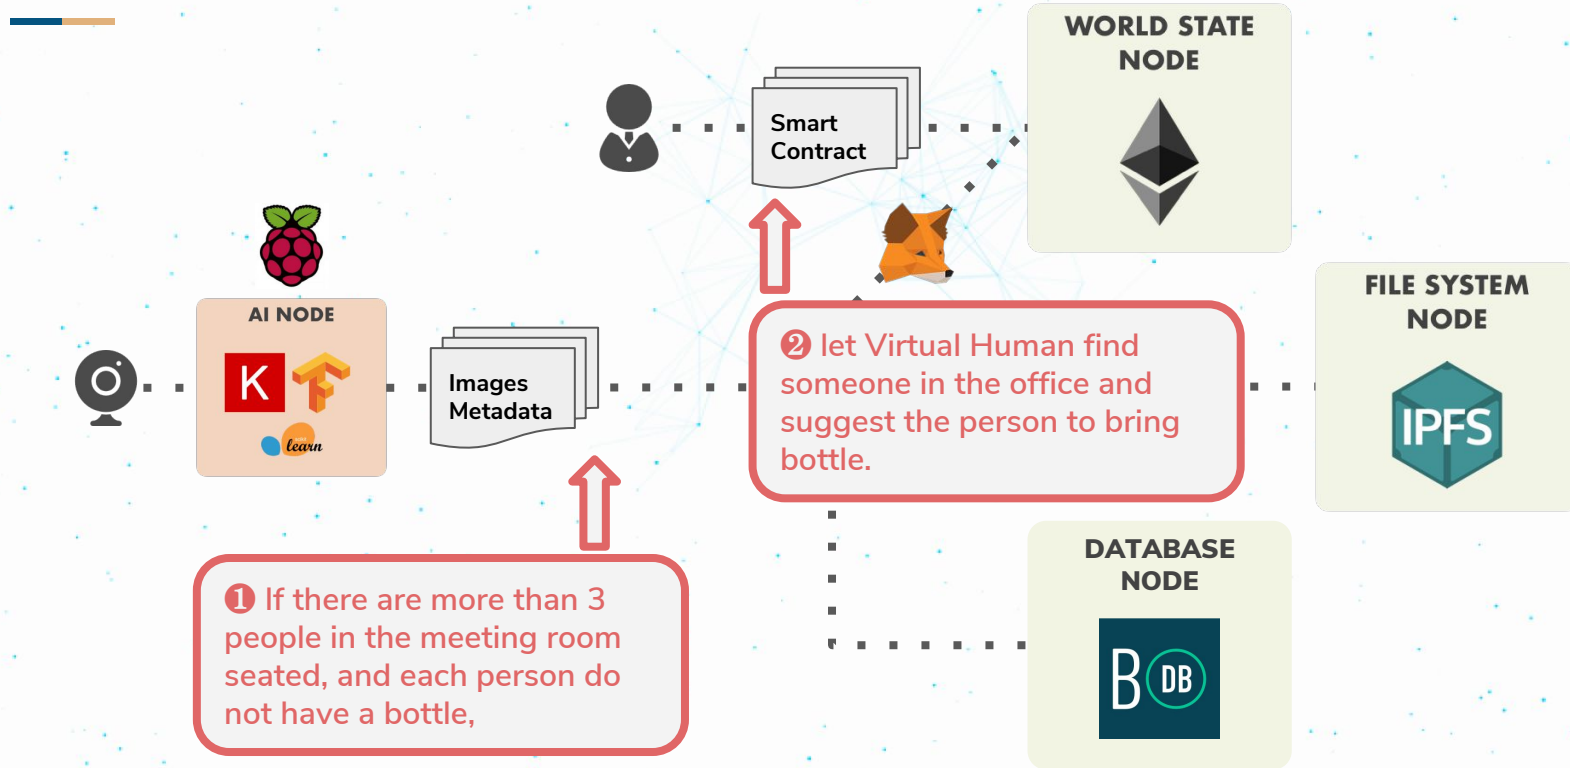 WORLD STATE
NODE
Smart
Contract
FILE SYSTEM
NODE
AI NODE
K
learn
Images
Metadata
❷ let Virtual Human find
someone in the office and
suggest the person to bring
bottle.
IPFS
❶ If there are more than 3
people in the meeting room
seated, and each person do
not have a bottle,
DATABASE
NODE
B DB